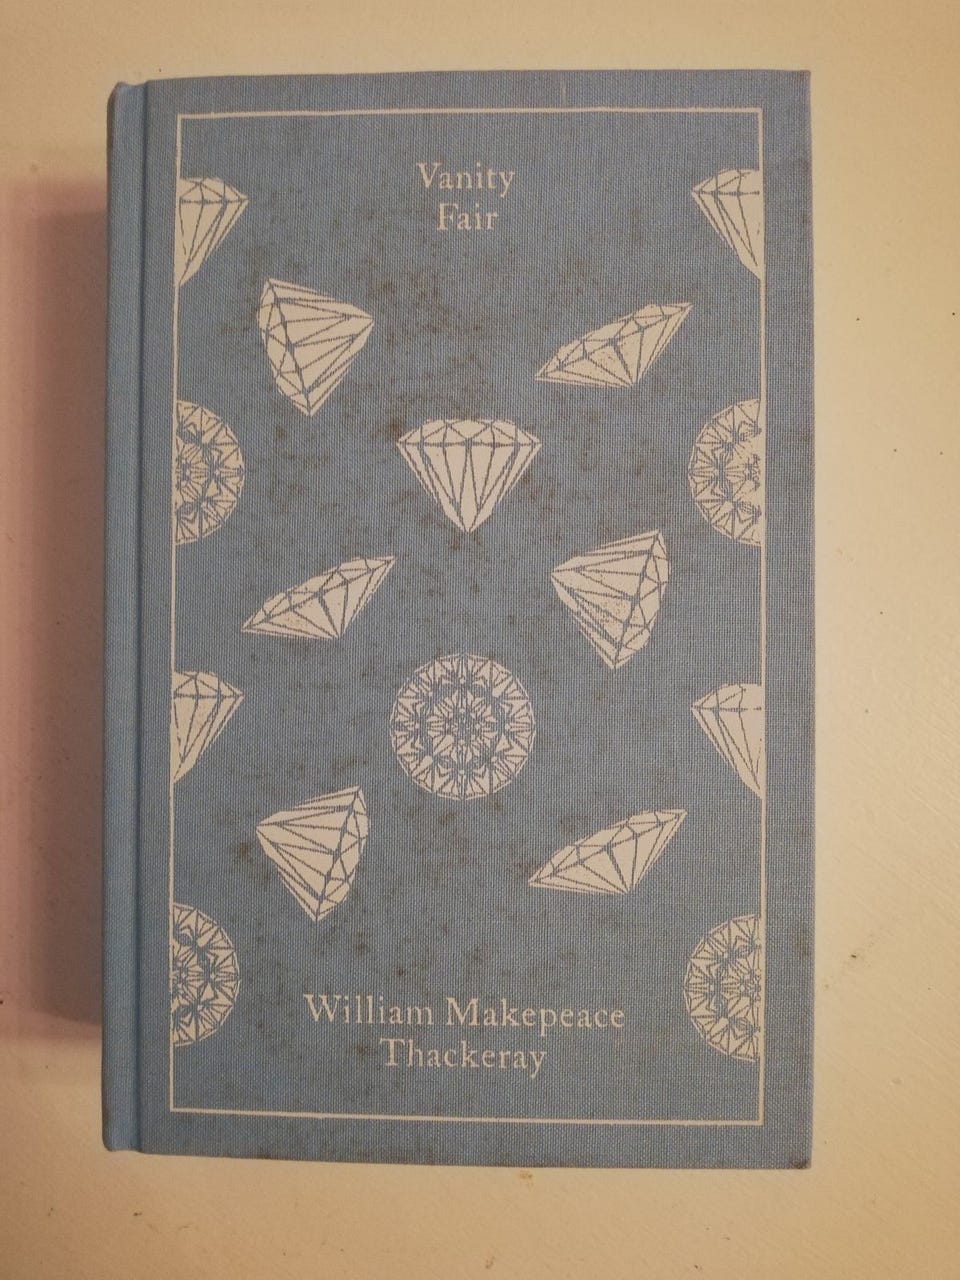 Vanity
Fair
William Makepeace
Thackeray